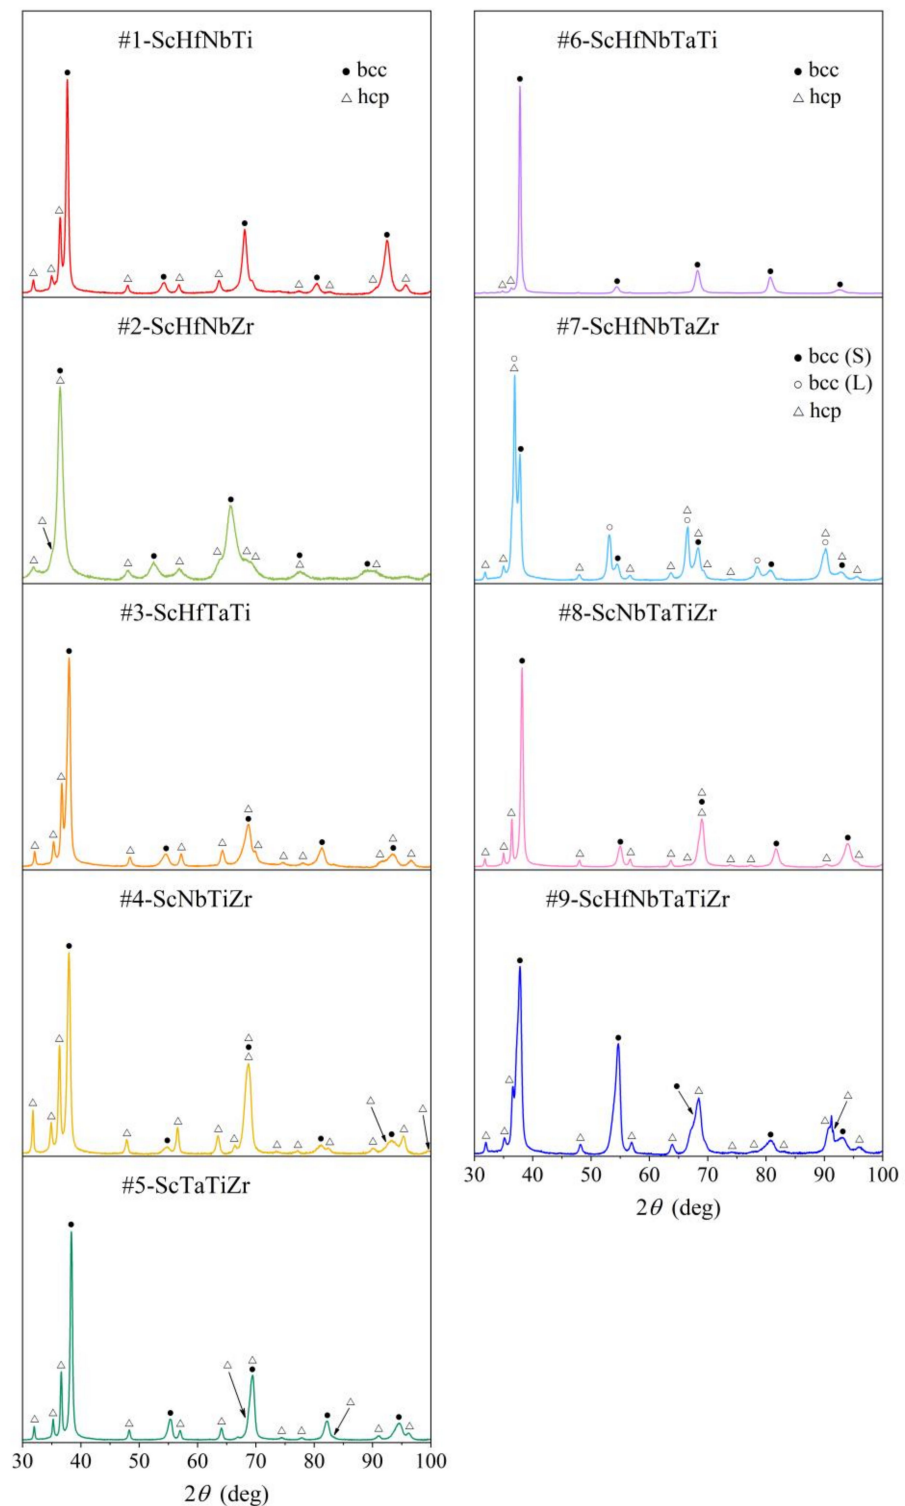 #1-ScHfNbTi
● bcc
△ hcp
#2-ScHfNbZr
#3-ScHfTaTi
#4-ScNbTiZr
#5-ScTaTiZr
30 40 50 60 70 80 90 100
2θ (deg)
#6-ScHfNbTaTi
● bcc
△ hcp
#7-ScHfNbTaZr
● bcc (S)
○ bcc (L)
△ hcp
#8-ScNbTaTiZr
#9-ScHfNbTaTiZr
30 40 50 60 70 80 90 100
2θ (deg)